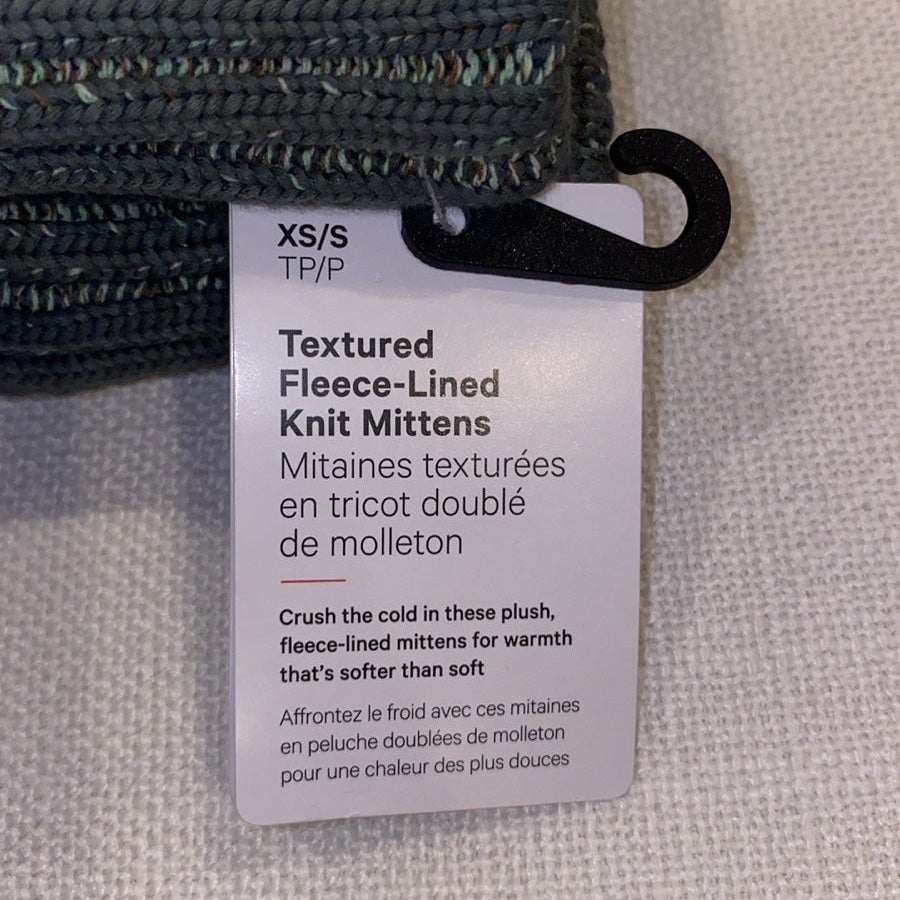 XS/S
TP/P
Textured
Fleece-Lined
Knit Mittens
Mitaines texturées
en tricot doublé
de molleton
Crush the cold in these plush,
fleece-lined mittens for warmth
that's softer than soft
Affrontez le froid avec ces mitaines
en peluche doublées de molleton
pour une chaleur des plus douces